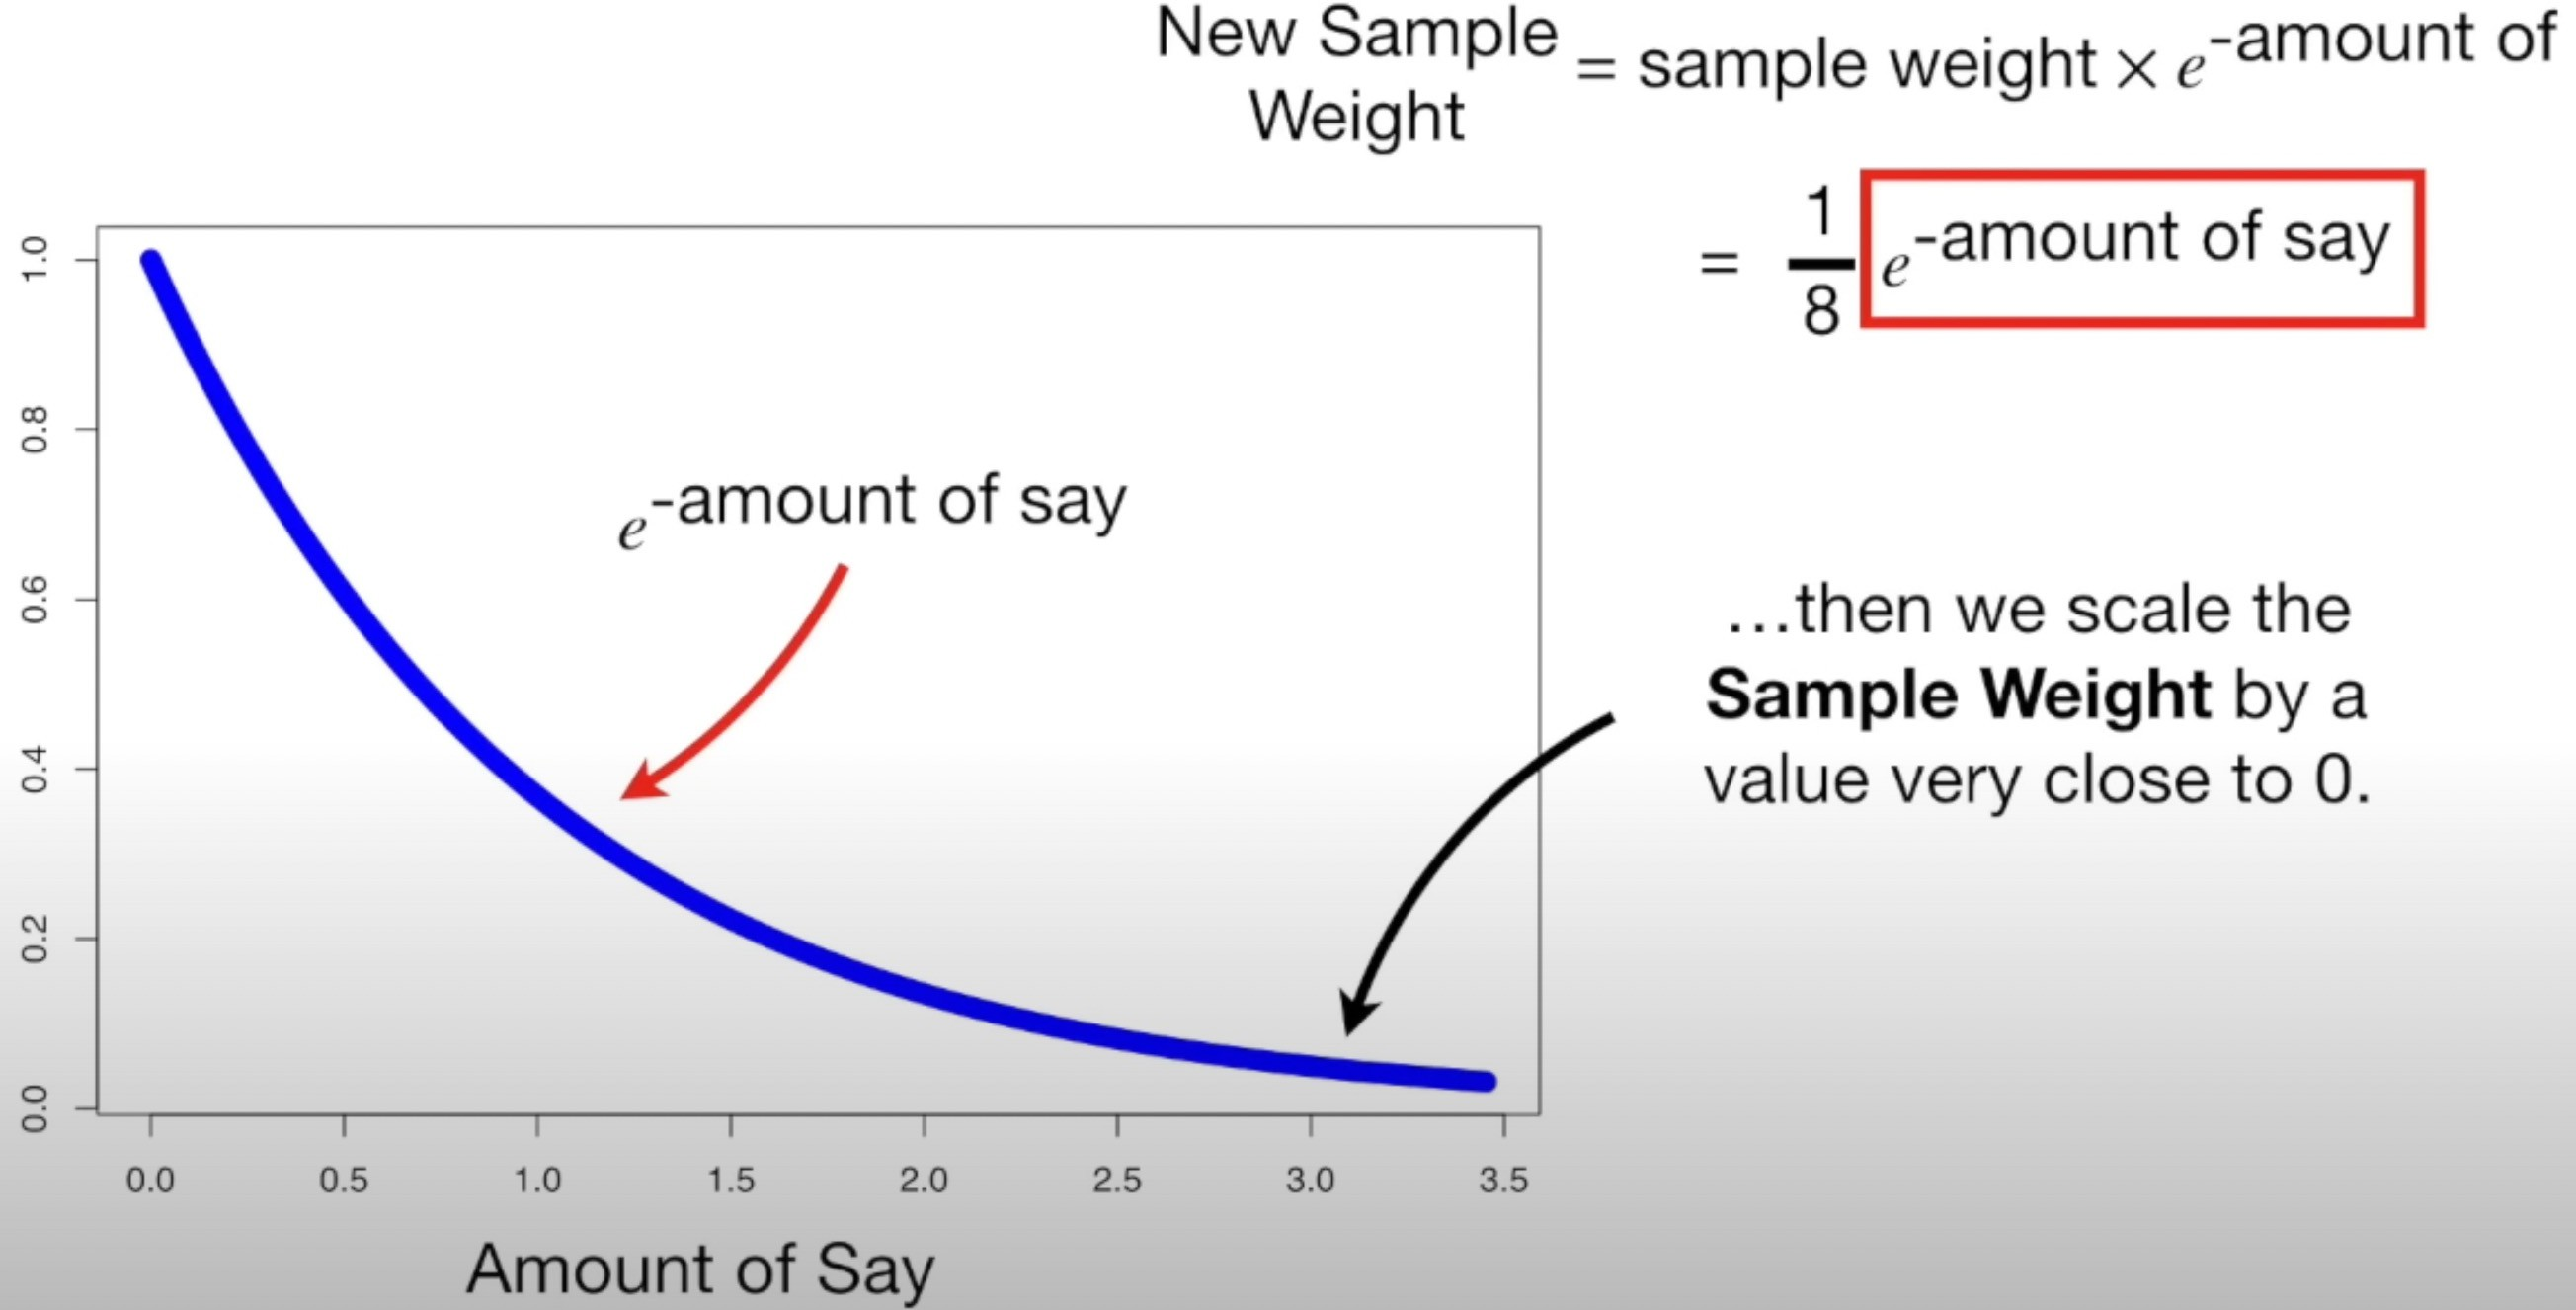 New Sample
Weight
= sample weight × e^-amount of
= 1/8 e^-amount of say
1.0
0.8
0.6
0.4
0.2
0.0
e^-amount of say
...then we scale the
Sample Weight by a
value very close to 0.
0.0 0.5 1.0 1.5 2.0 2.5 3.0 3.5
Amount of Say